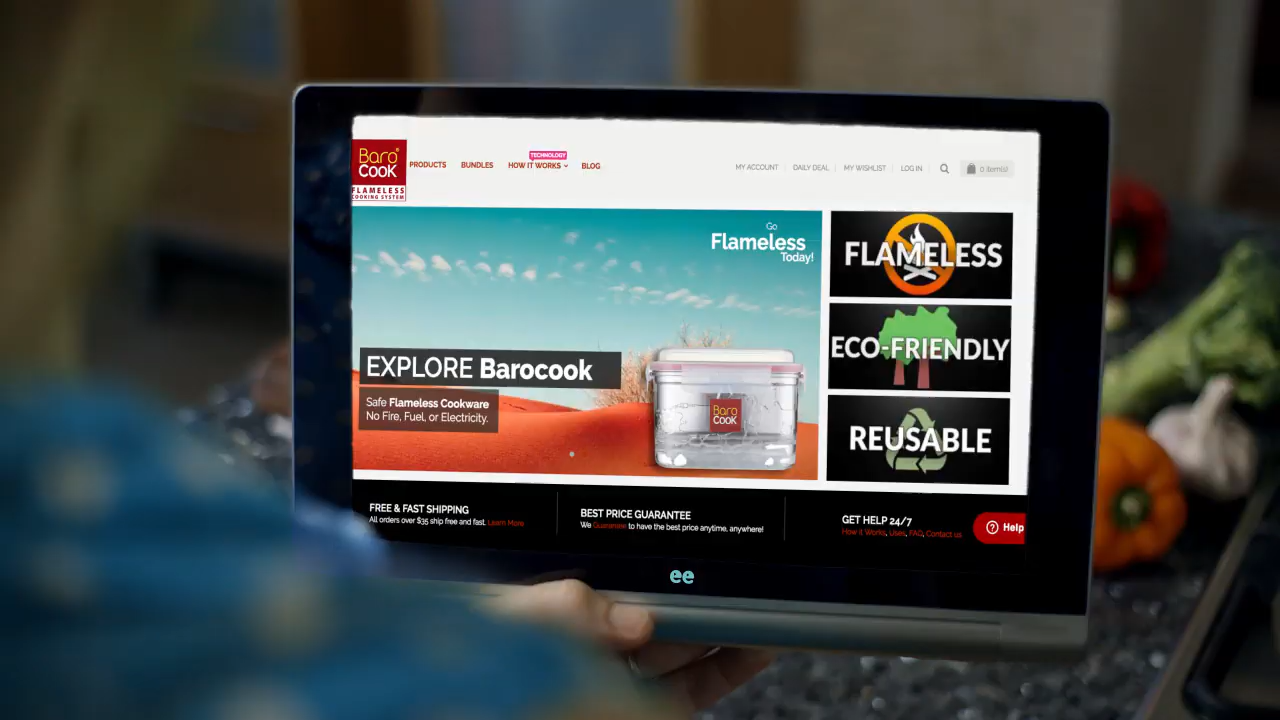 Baro
Cook
FLAMELESS
COOKING SYSTEM
PRODUCTS
BUNDLES
TECHNOLOGY
HOW IT WORKS
BLOG
MY ACCOUNT
DAILY DEAL
MY WISHLIST
LOG IN
0 item(s)
Go
Flameless
Today!
EXPLORE Barocook
Safe Flameless Cookware
No Fire, Fuel, or Electricity.
Baro
Cook
FLAMELESS
ECO-FRIENDLY
REUSABLE
FREE & FAST SHIPPING
All orders over $35 ship free and fast. Learn More
BEST PRICE GUARANTEE
We Guarantee to have the best price anytime, anywhere!
GET HELP 24/7
How it Works, Uses, FAQ, Contact us
? Help
ee